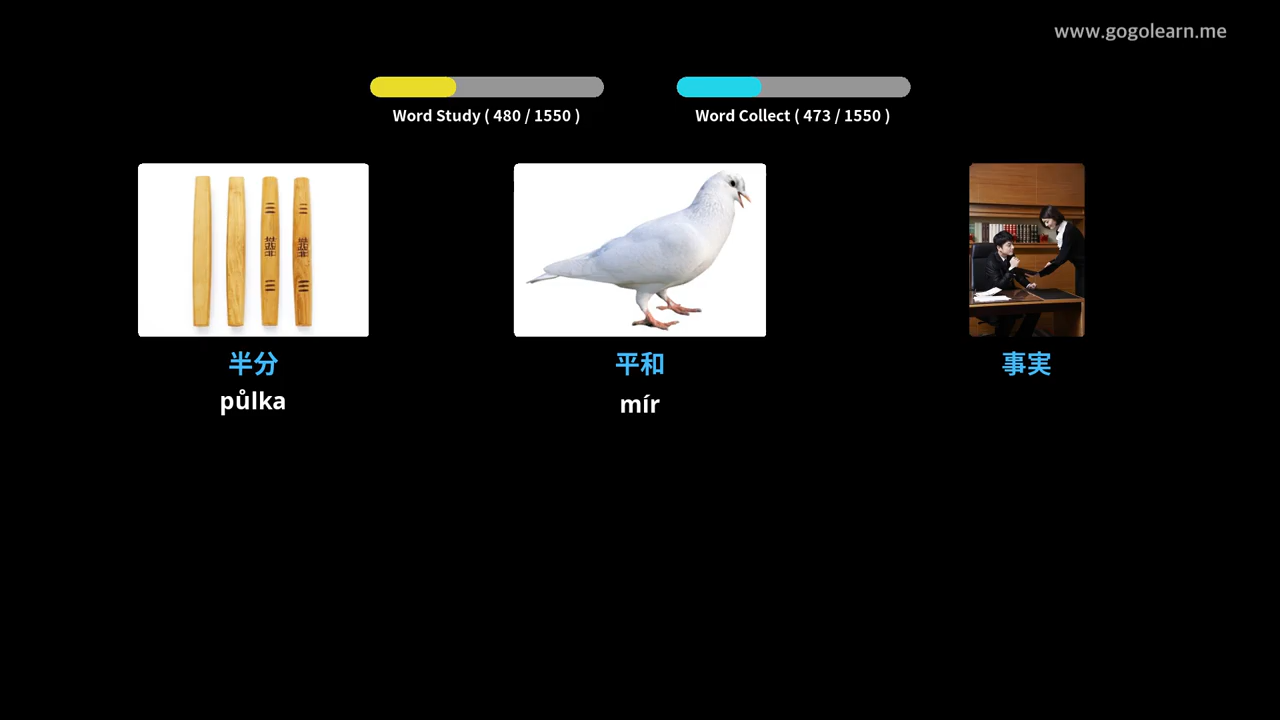 www.gogolearn.me
Word Study ( 480 / 1550 )
Word Collect ( 473 / 1550 )
半分
平和
事実
půlka
mír